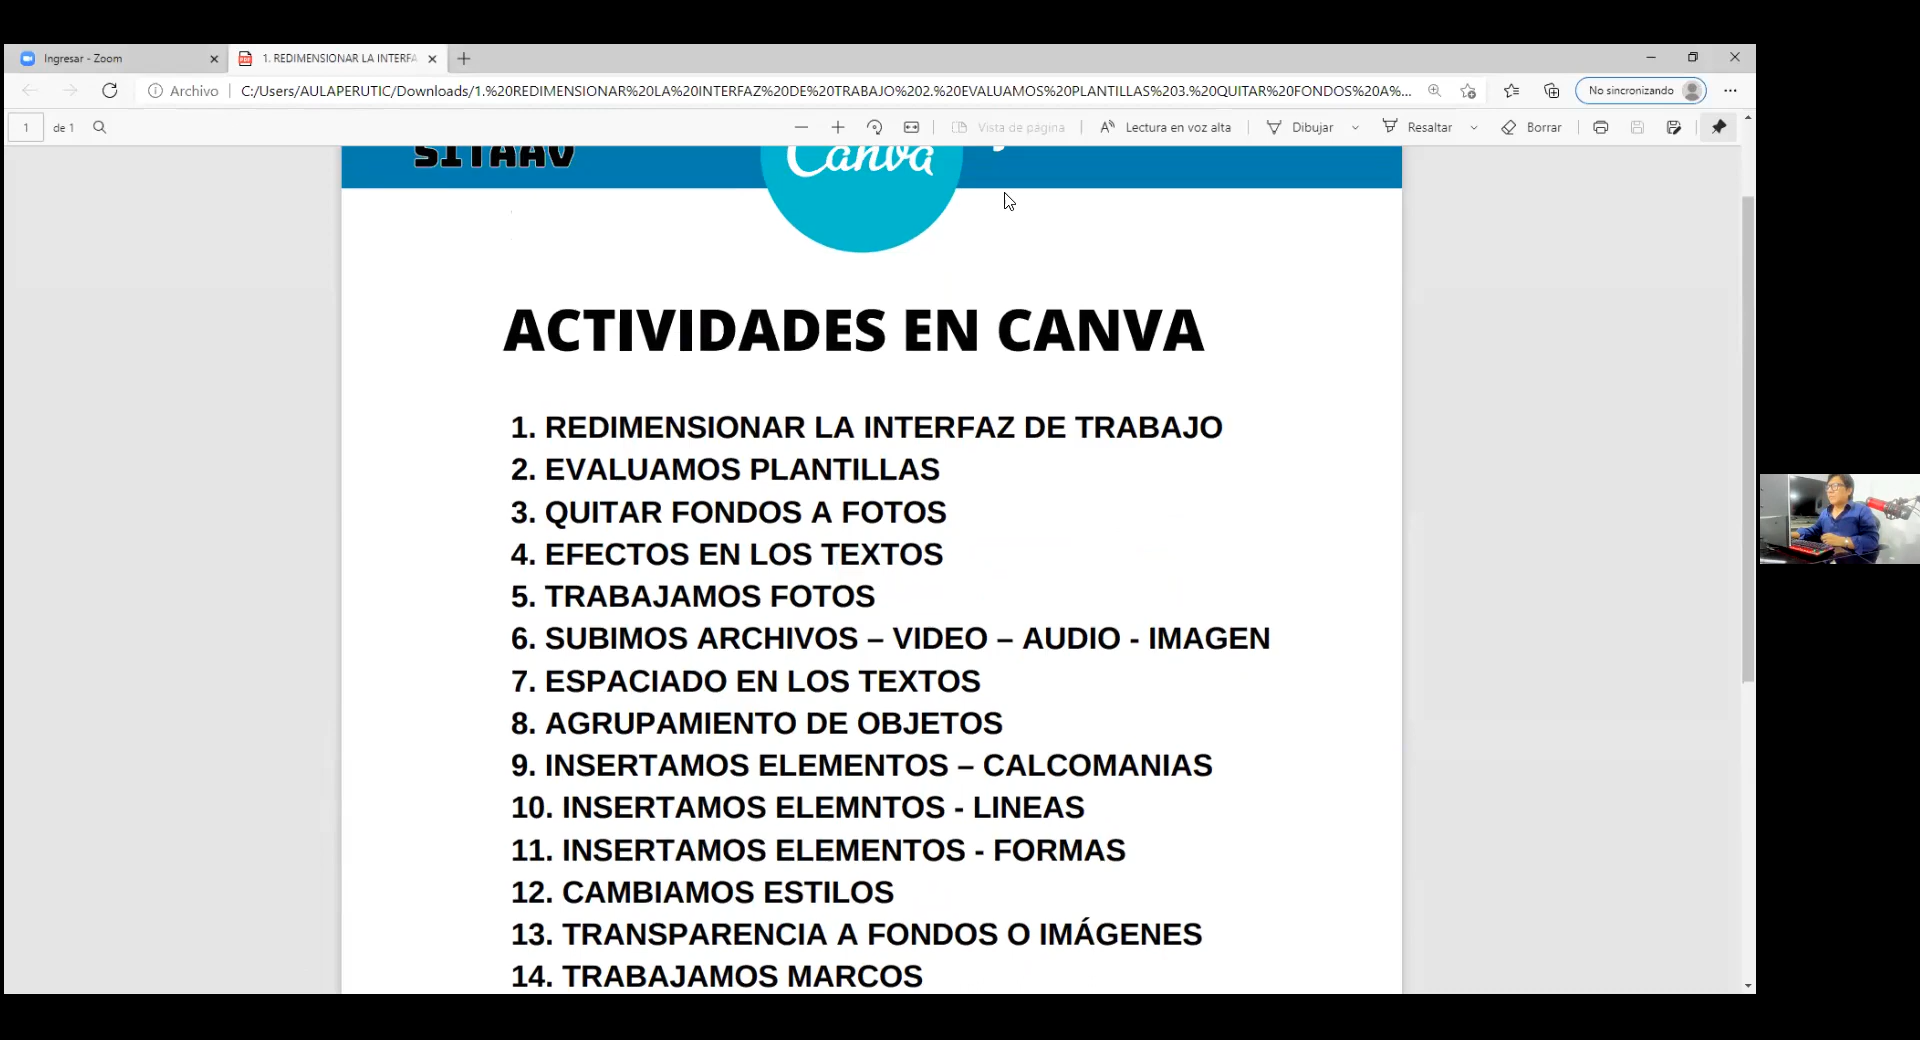 Ingresar - Zoom
1. REDIMENSIONAR LA INTERFA
Archivo
C:/Users/AULAPERUTIC/Downloads/1.%20REDIMENSIONAR%20LA%20INTERFAZ%20DE%20TRABAJO%202.%20EVALUAMOS%20PLANTILLAS%203.%20QUITAR%20FONDOS%20A%...
No sincronizando
1 de 1
Vista de página
Lectura en voz alta
Dibujar
Resaltar
Borrar
SITAAV
Canva
ACTIVIDADES EN CANVA
1. REDIMENSIONAR LA INTERFAZ DE TRABAJO
2. EVALUAMOS PLANTILLAS
3. QUITAR FONDOS A FOTOS
4. EFECTOS EN LOS TEXTOS
5. TRABAJAMOS FOTOS
6. SUBIMOS ARCHIVOS – VIDEO – AUDIO - IMAGEN
7. ESPACIADO EN LOS TEXTOS
8. AGRUPAMIENTO DE OBJETOS
9. INSERTAMOS ELEMENTOS – CALCOMANIAS
10. INSERTAMOS ELEMNTOS - LINEAS
11. INSERTAMOS ELEMENTOS - FORMAS
12. CAMBIAMOS ESTILOS
13. TRANSPARENCIA A FONDOS O IMÁGENES
14. TRABAJAMOS MARCOS